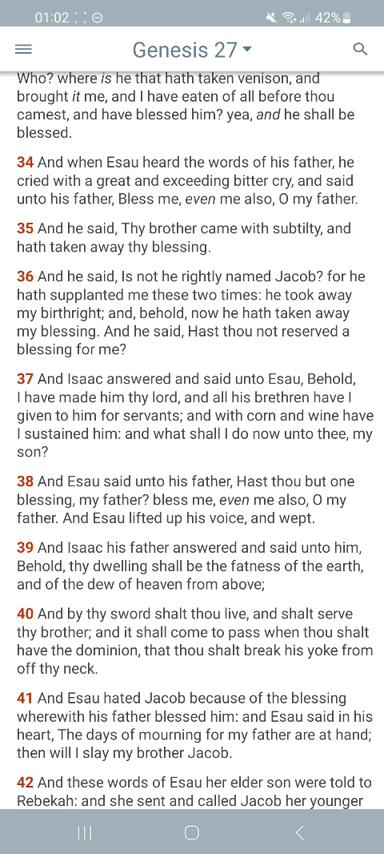 01:02 42%
Genesis 27
Who? where is he that hath taken venison, and
brought it me, and I have eaten of all before thou
camest, and have blessed him? yea, and he shall be
blessed.
34 And when Esau heard the words of his father, he
cried with a great and exceeding bitter cry, and said
unto his father, Bless me, even me also, O my father.
35 And he said, Thy brother came with subtilty, and
hath taken away thy blessing.
36 And he said, Is not he rightly named Jacob? for he
hath supplanted me these two times: he took away
my birthright; and, behold, now he hath taken away
my blessing. And he said, Hast thou not reserved a
blessing for me?
37 And Isaac answered and said unto Esau, Behold,
I have made him thy lord, and all his brethren have I
given to him for servants; and with corn and wine have
I sustained him: and what shall I do now unto thee, my
son?
38 And Esau said unto his father, Hast thou but one
blessing, my father? bless me, even me also, O my
father. And Esau lifted up his voice, and wept.
39 And Isaac his father answered and said unto him,
Behold, thy dwelling shall be the fatness of the earth,
and of the dew of heaven from above;
40 And by thy sword shalt thou live, and shalt serve
thy brother; and it shall come to pass when thou shalt
have the dominion, that thou shalt break his yoke from
off thy neck.
41 And Esau hated Jacob because of the blessing
wherewith his father blessed him: and Esau said in his
heart, The days of mourning for my father are at hand;
then will I slay my brother Jacob.
42 And these words of Esau her elder son were told to
Rebekah: and she sent and called Jacob her younger